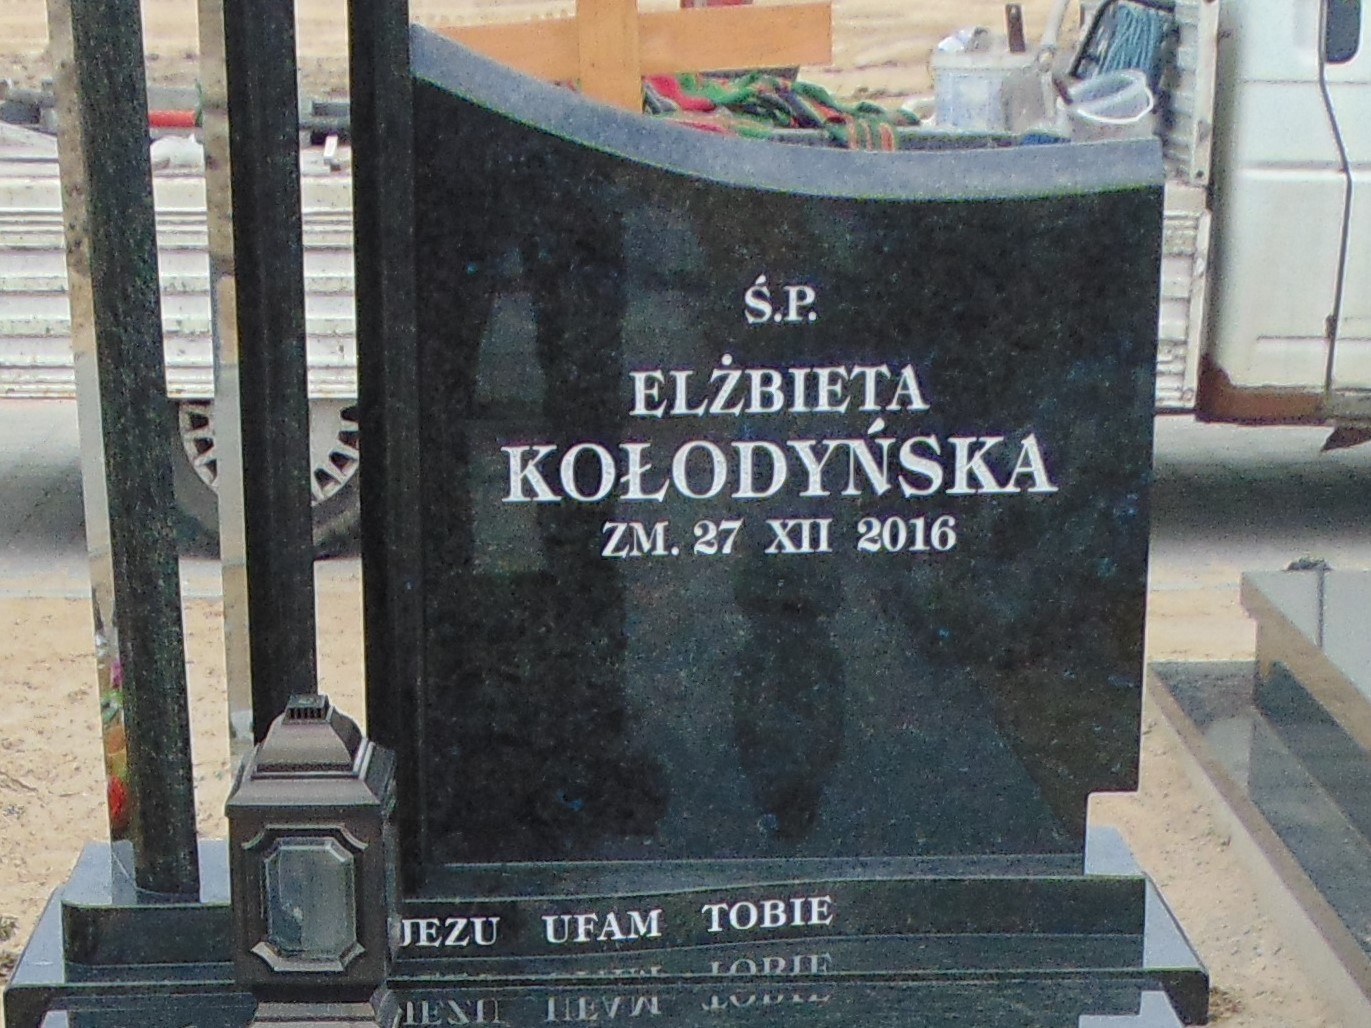 Ś.P.
ELŻBIETA
KOŁODYŃSKA
ZM. 27 XII 2016
JEZU UFAM TOBIE